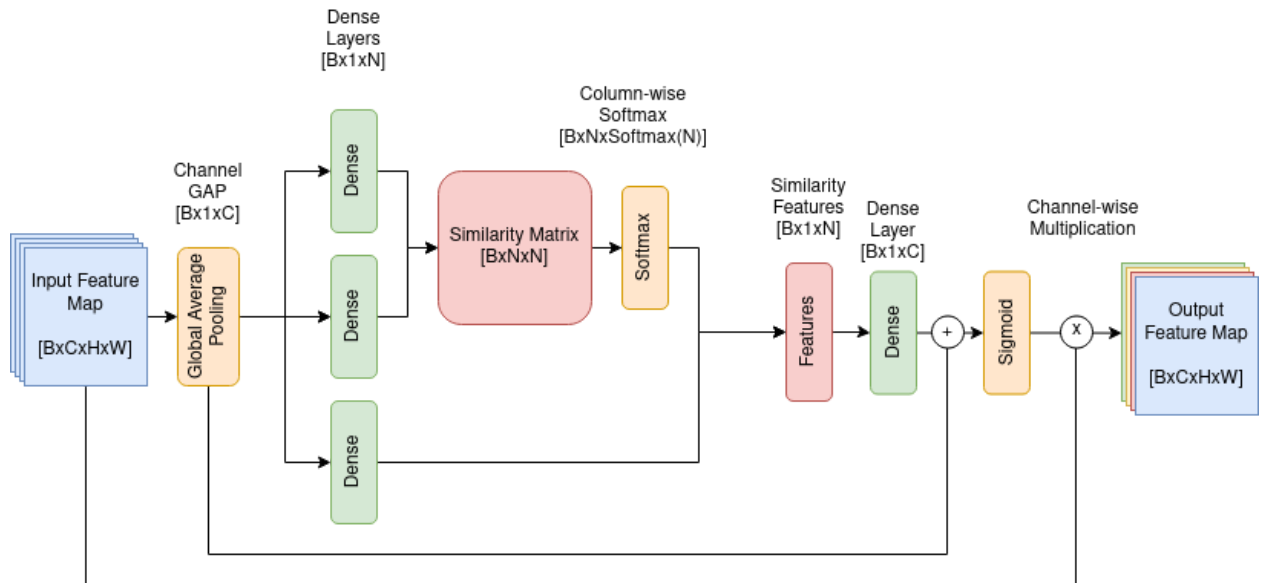 Dense
Layers
[Bx1xN]
Column-wise
Softmax
[BxNxSoftmax(N)]
Channel
GAP
[Bx1xC]
Similarity
Features
[Bx1xN]
Dense
Layer
[Bx1xC]
Channel-wise
Multiplication
Input Feature
Map
[BxCxHxW]
Global Average
Pooling
Dense
Dense
Dense
Similarity Matrix
[BxNxN]
Softmax
Features
Dense
+
Sigmoid
X
Output
Feature Map
[BxCxHxW]